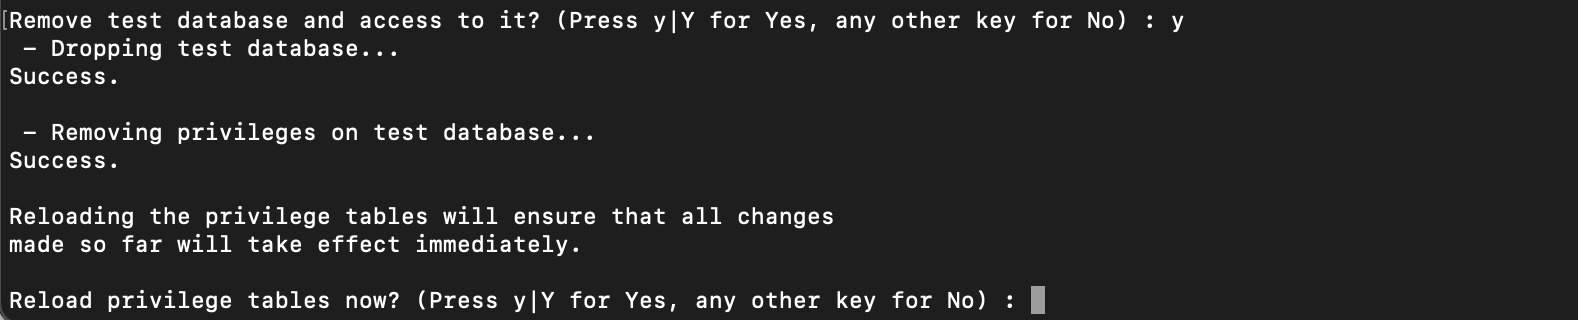 [Remove test database and access to it? (Press y|Y for Yes, any other key for No) : y
 - Dropping test database...
Success.

 - Removing privileges on test database...
Success.

Reloading the privilege tables will ensure that all changes
made so far will take effect immediately.

Reload privilege tables now? (Press y|Y for Yes, any other key for No) :